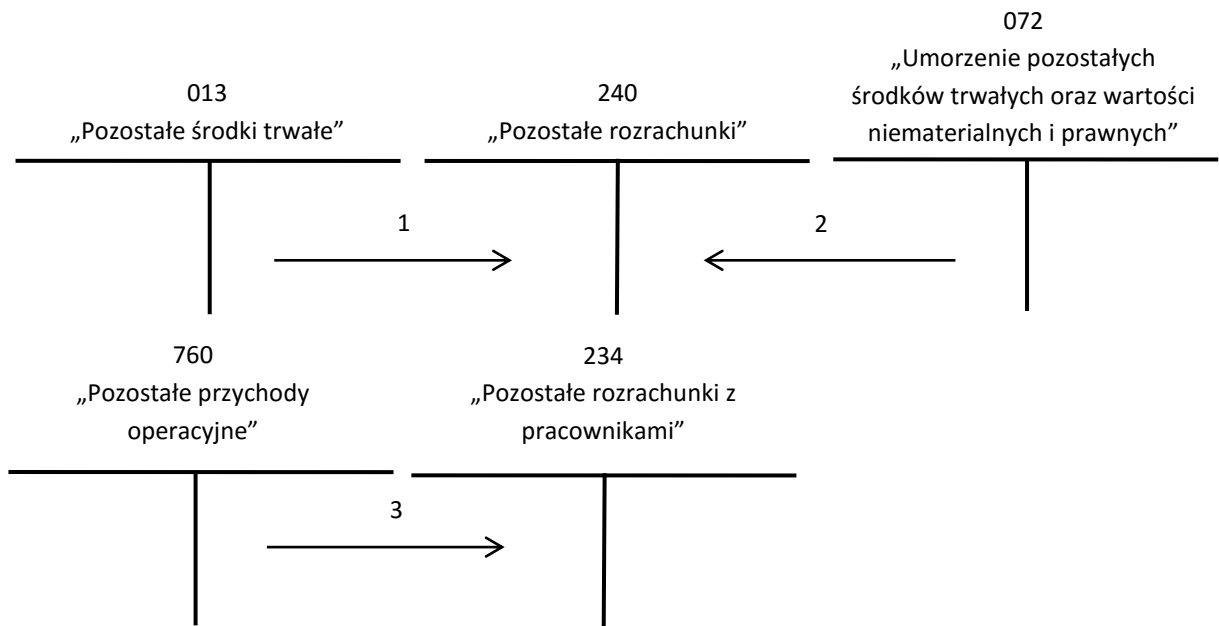 013
„Pozostałe środki trwałe”
240
„Pozostałe rozrachunki”
072
„Umorzenie pozostałych
środków trwałych oraz wartości
niematerialnych i prawnych”
1
2
760
„Pozostałe przychody
operacyjne”
234
„Pozostałe rozrachunki z
pracownikami”
3